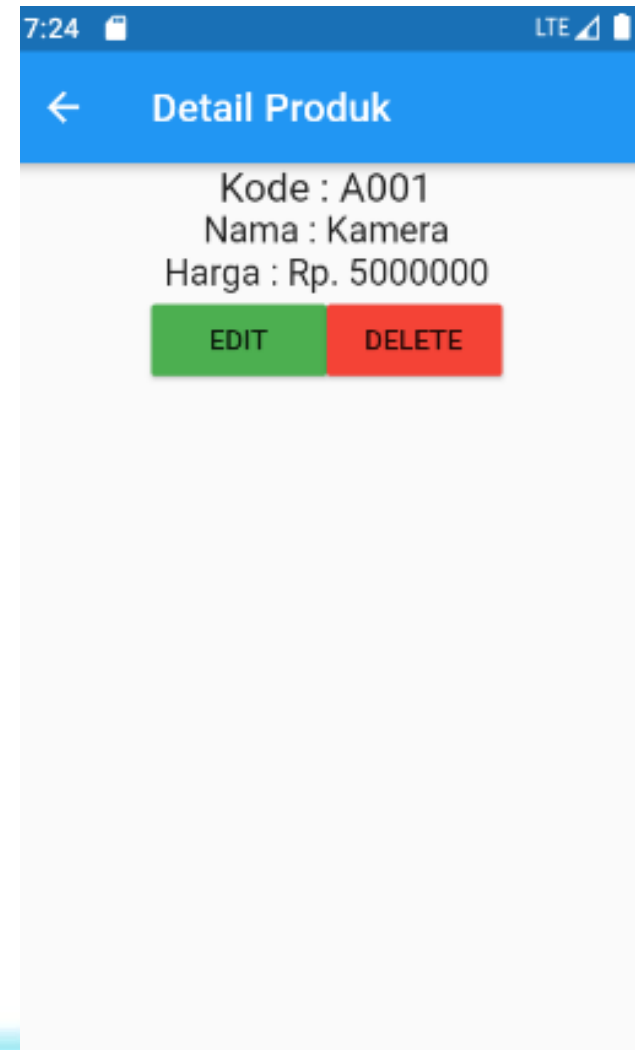 7:24 LTE
Detail Produk
Kode : A001
Nama : Kamera
Harga : Rp. 5000000
EDIT DELETE